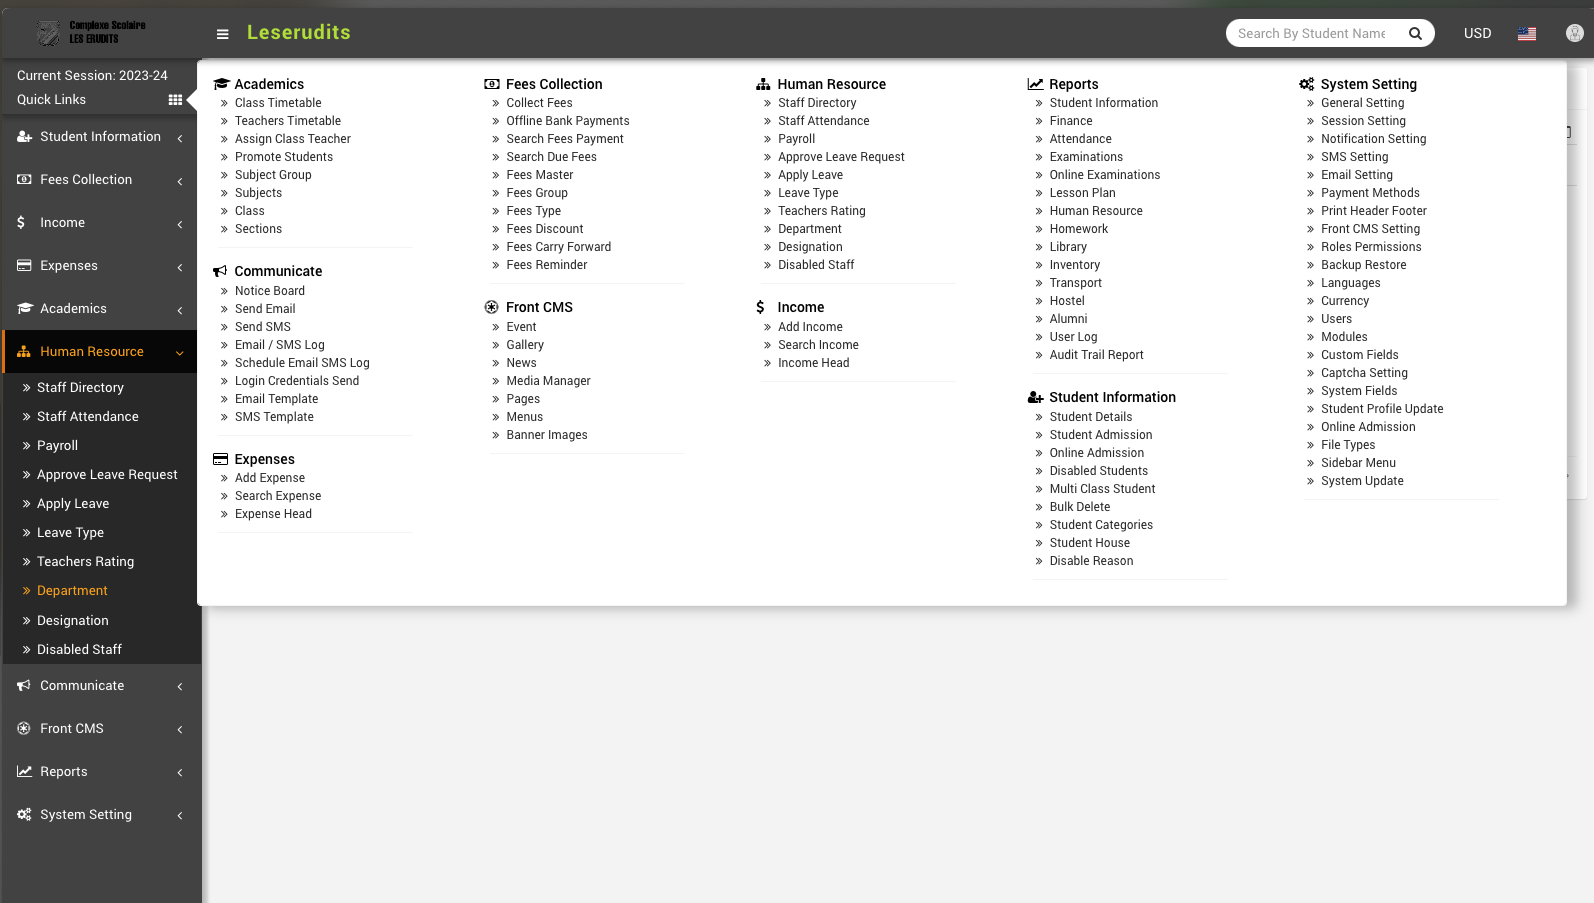 Complexe Scolaire
LES ERUDITS
Leserudits
Search By Student Name
USD
Current Session: 2023-24
Quick Links
Student Information
Fees Collection
Income
Expenses
Academics
Human Resource
Staff Directory
Staff Attendance
Payroll
Approve Leave Request
Apply Leave
Leave Type
Teachers Rating
Department
Designation
Disabled Staff
Communicate
Front CMS
Reports
System Setting
Academics
Class Timetable
Teachers Timetable
Assign Class Teacher
Promote Students
Subject Group
Subjects
Class
Sections
Communicate
Notice Board
Send Email
Send SMS
Email / SMS Log
Schedule Email SMS Log
Login Credentials Send
Email Template
SMS Template
Expenses
Add Expense
Search Expense
Expense Head
Fees Collection
Collect Fees
Offline Bank Payments
Search Fees Payment
Search Due Fees
Fees Master
Fees Group
Fees Type
Fees Discount
Fees Carry Forward
Fees Reminder
Front CMS
Event
Gallery
News
Media Manager
Pages
Menus
Banner Images
Human Resource
Staff Directory
Staff Attendance
Payroll
Approve Leave Request
Apply Leave
Leave Type
Teachers Rating
Department
Designation
Disabled Staff
Income
Add Income
Search Income
Income Head
Reports
Student Information
Finance
Attendance
Examinations
Online Examinations
Lesson Plan
Human Resource
Homework
Library
Inventory
Transport
Hostel
Alumni
User Log
Audit Trail Report
Student Information
Student Details
Student Admission
Online Admission
Disabled Students
Multi Class Student
Bulk Delete
Student Categories
Student House
Disable Reason
System Setting
General Setting
Session Setting
Notification Setting
SMS Setting
Email Setting
Payment Methods
Print Header Footer
Front CMS Setting
Roles Permissions
Backup Restore
Languages
Currency
Users
Modules
Custom Fields
Captcha Setting
System Fields
Student Profile Update
Online Admission
File Types
Sidebar Menu
System Update